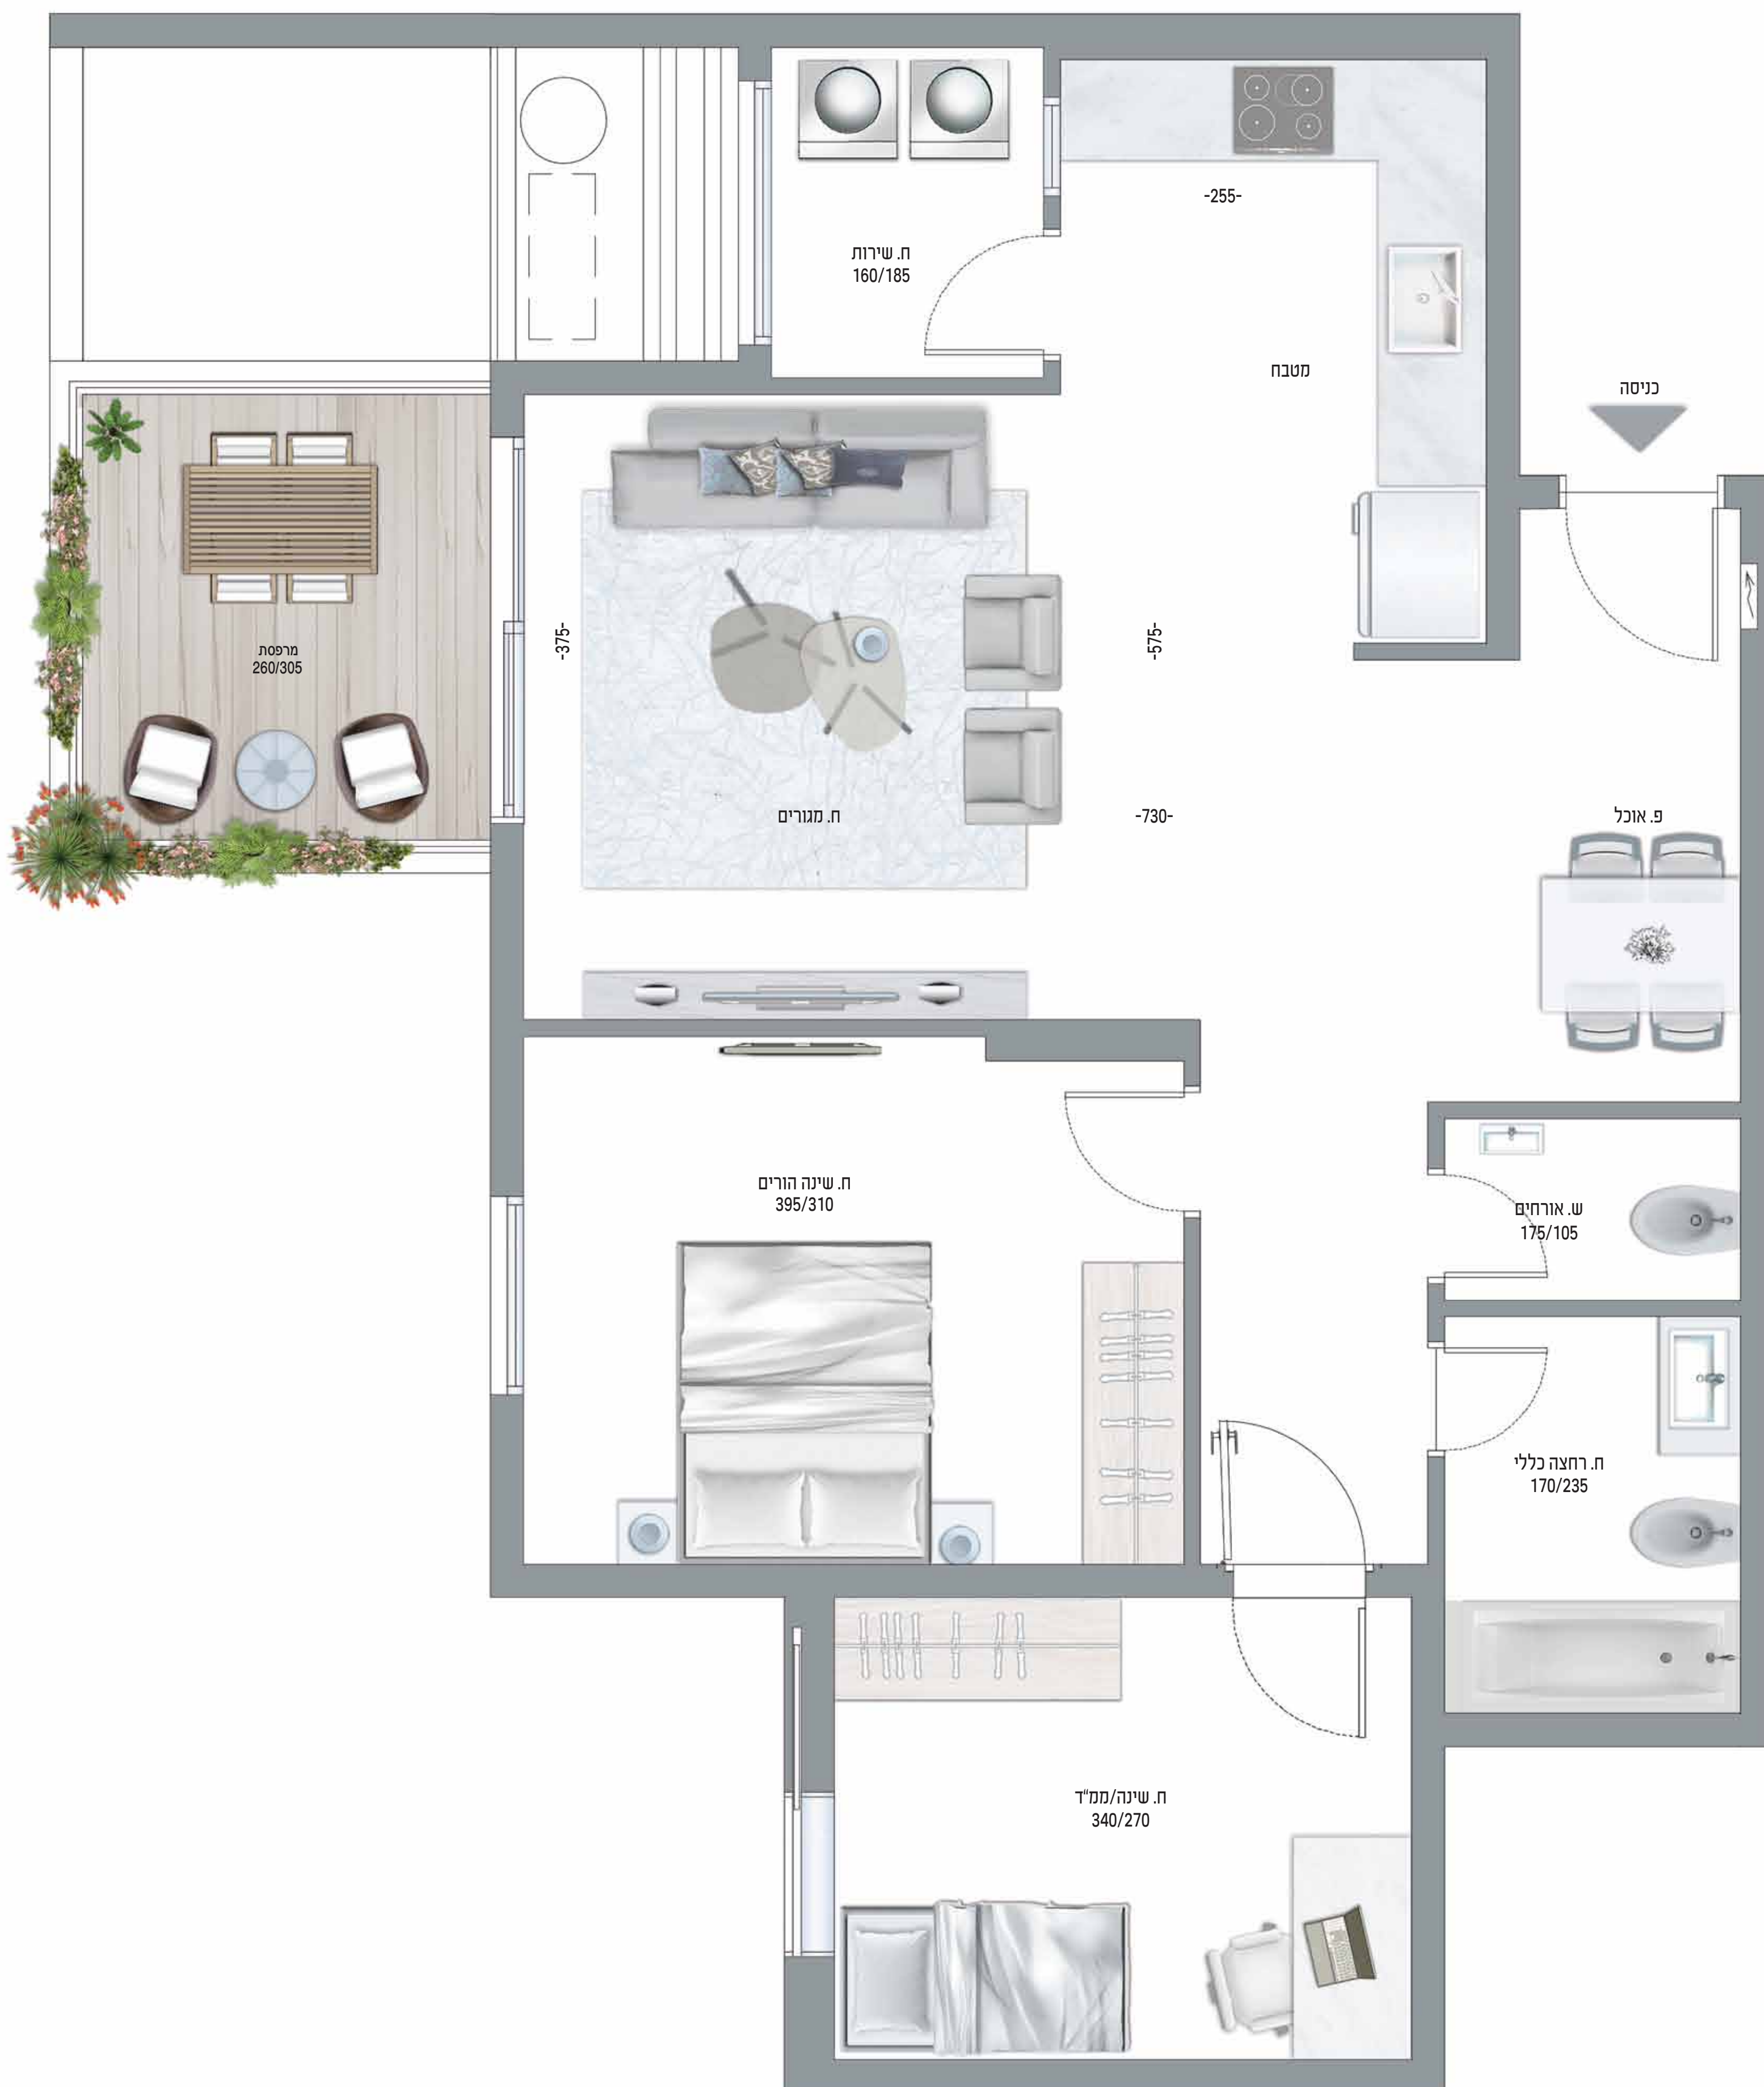 -255-
ח. שירות
160/185
מטבח
כניסה
-375-
-575-
מרפסת
260/305
ח. מגורים
-730-
פ. אוכל
ח. שינה הורים
395/310
ש. אורחים
175/105
ח. רחצה כללי
170/235
ח. שינה/ממ"ד
340/270